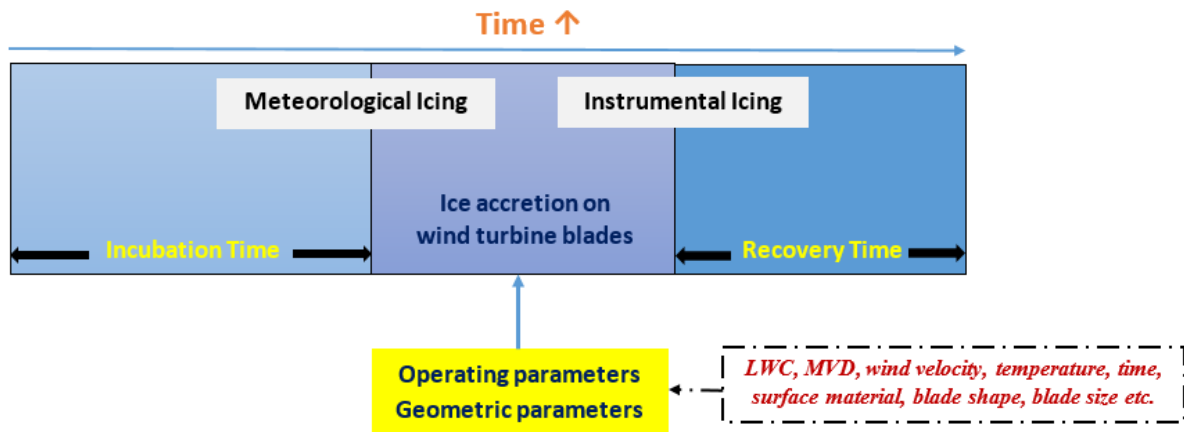 Time ↑
Meteorological Icing
Instrumental Icing
Ice accretion on
wind turbine blades
Incubation Time
Recovery Time
Operating parameters
Geometric parameters
LWC, MVD, wind velocity, temperature, time,
surface material, blade shape, blade size etc.